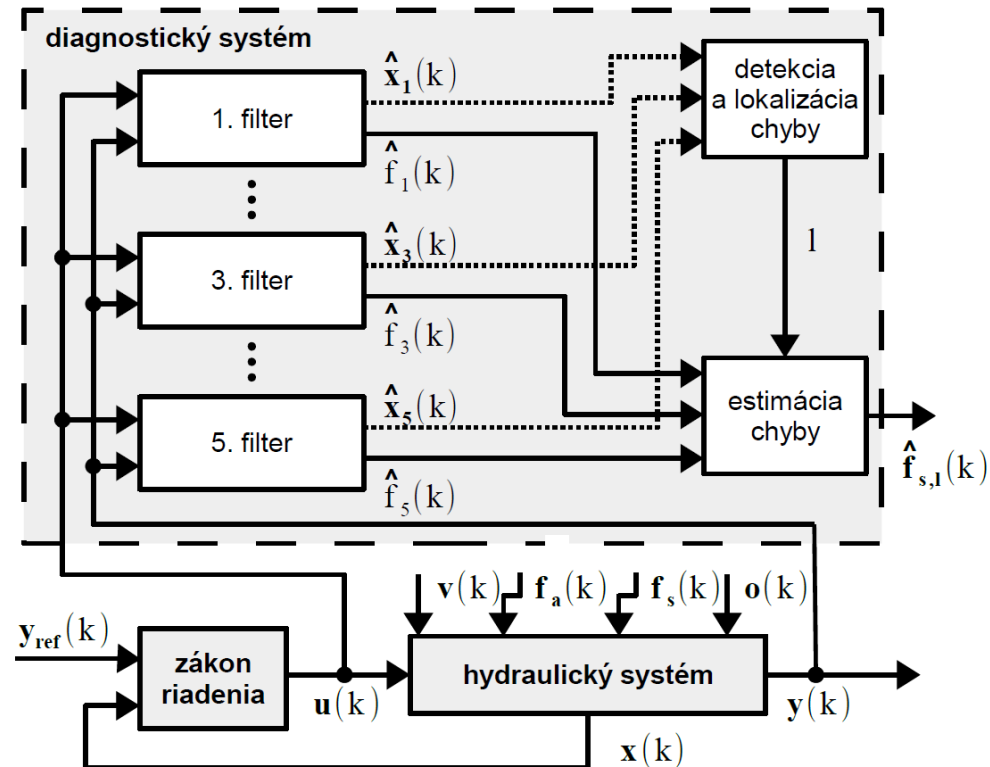 diagnostický systém
x̂₁(k)
1. filter
f̂₁(k)
detekcia
a lokalizácia
chyby
x̂₃(k)
3. filter
f̂₃(k)
l
x̂₅(k)
5. filter
f̂₅(k)
estimácia
chyby
f̂ₛ,ₗ(k)
v(k)
fₐ(k)
fₛ(k)
o(k)
y_ref(k)
zákon
riadenia
u(k)
hydraulický systém
y(k)
x(k)